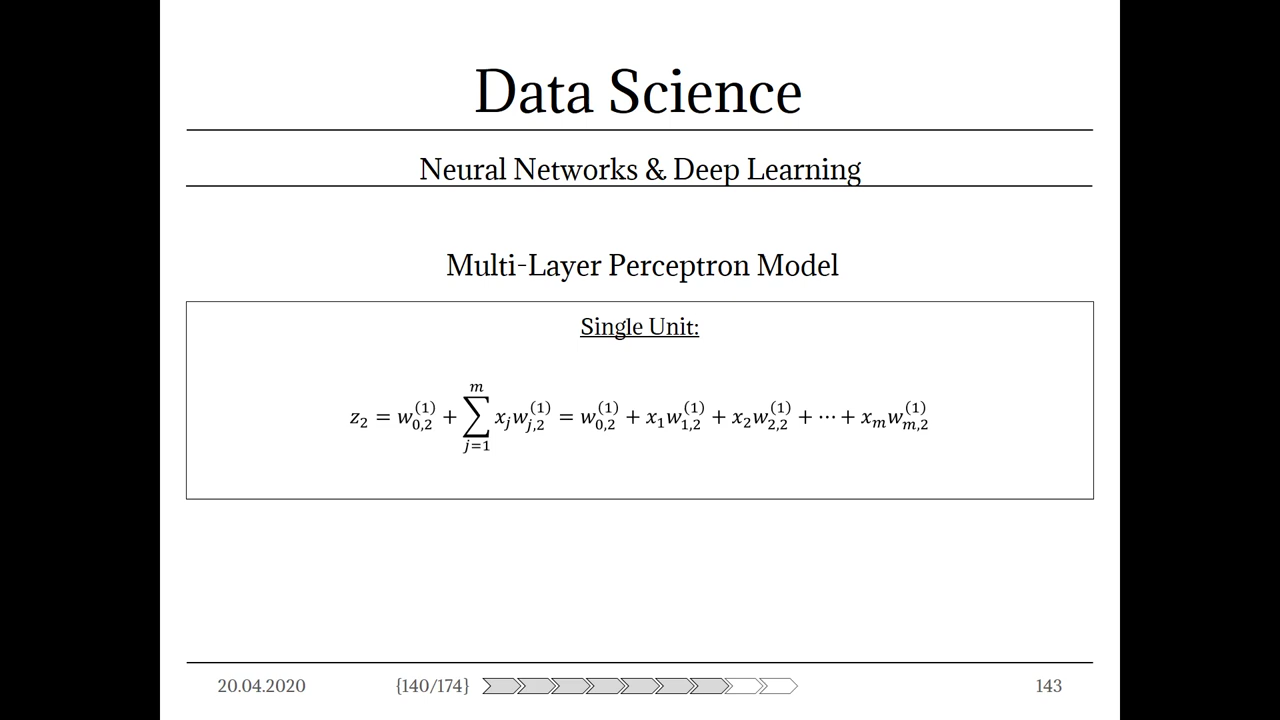 Data Science
Neural Networks & Deep Learning
Multi-Layer Perceptron Model
Single Unit:
$z_2 = w_{0,2}^{(1)} + \sum_{j=1}^{m} x_j w_{j,2}^{(1)} = w_{0,2}^{(1)} + x_1 w_{1,2}^{(1)} + x_2 w_{2,2}^{(1)} + \cdots + x_m w_{m,2}^{(1)}$
20.04.2020 {140/174} 143